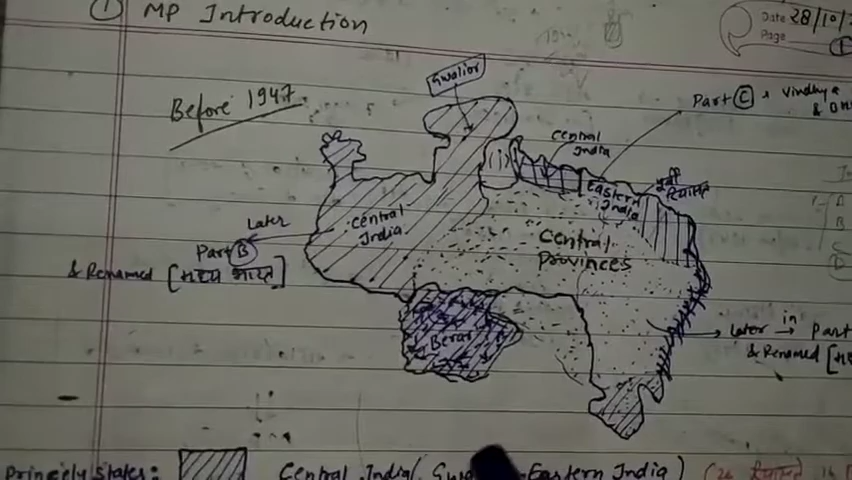 ① MP Introduction
Date 28/10/
Page 1
Before 1947
Gwalior
Part Ⓒ
Vindhya
&
Central
India
Eastern
India
पूर्वी
Later
Central
India
Central
Provinces
Part Ⓑ
& Renamed [मध्य भारत]
Berar
Later in → Part
& Renamed [
A
B
C
D
Princely States:
Central India( Eastern India)